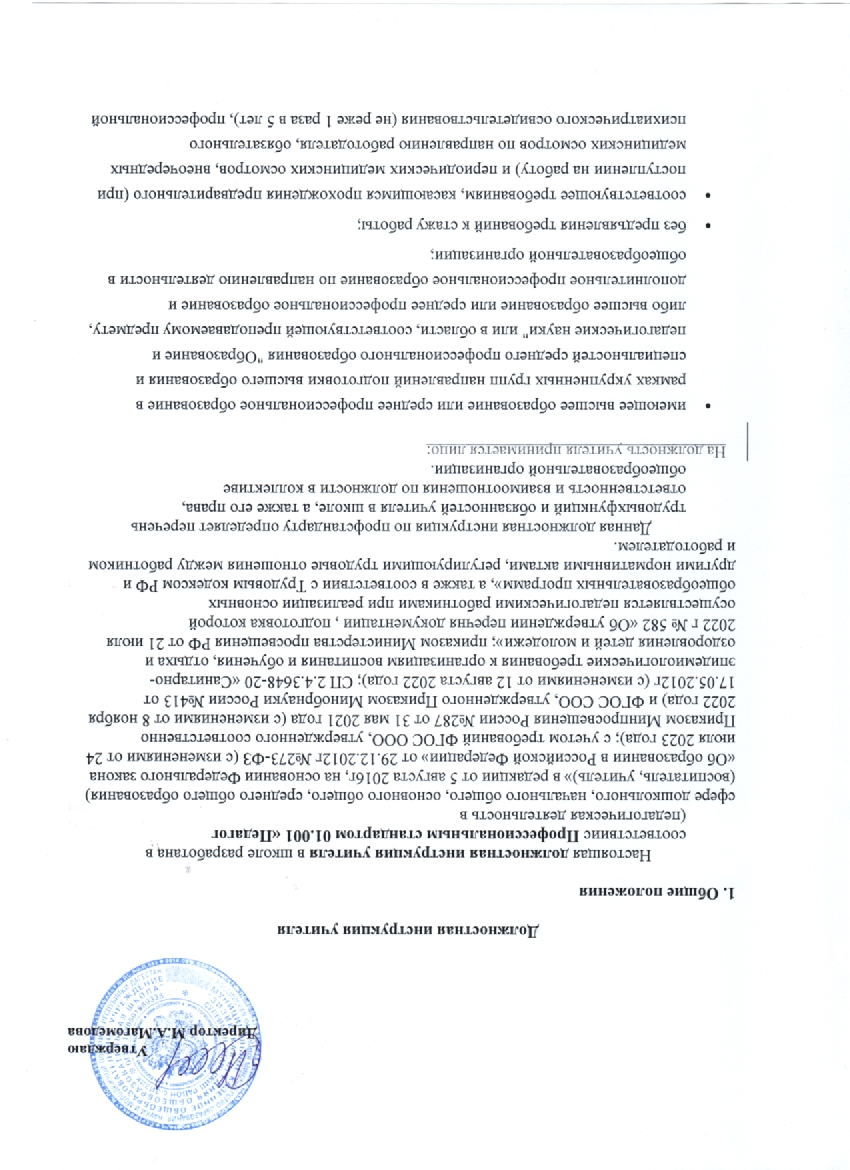 Утверждаю
Директор М.А.Магомедова
Должностная инструкция учителя
1. Общие положения
Настоящая должностная инструкция учителя в школе разработана в
соответствии Профессиональным стандартом 01.001 «Педагог
(педагогическая деятельность в
сфере дошкольного, начального общего, основного общего, среднего общего образования)
(воспитатель, учитель)» в редакции от 5 августа 2016г, на основании Федерального закона
«Об образовании в Российской Федерации» от 29.12.2012г №273-ФЗ (с изменениями от 24
июля 2023 года); с учетом требований ФГОС ООО, утвержденного соответственно
Приказом Минпросвещения России №287 от 31 мая 2021 года (с изменениями от 8 ноября
2022 года) и ФГОС СОО, утвержденного Приказом Минобрнауки России №413 от
17.05.2012г (с изменениями от 12 августа 2022 года); СП 2.4.3648-20 «Санитарно-
эпидемиологические требования к организациям воспитания и обучения, отдыха и
оздоровления детей и молодежи»; приказом Министерства просвещения РФ от 21 июля
2022 г № 582 «Об утверждении перечня документации , подготовка которой
осуществляется педагогическими работниками при реализации основных
общеобразовательных программ», а также в соответствии с Трудовым кодексом РФ и
другими нормативными актами, регулирующими трудовые отношения между работником
и работодателем.
Данная должностная инструкция по профстандарту определяет перечень
трудовыхфункций и обязанностей учителя в школе, а также его права,
ответственность и взаимоотношения по должности в коллективе
общеобразовательной организации.
На должность учителя принимается лицо:
• имеющее высшее образование или среднее профессиональное образование в
рамках укрупненных групп направлений подготовки высшего образования и
специальностей среднего профессионального образования "Образование и
педагогические науки" или в области, соответствующей преподаваемому предмету,
либо высшее образование или среднее профессиональное образование и
дополнительное профессиональное образование по направлению деятельности в
общеобразовательной организации;
• без предъявления требований к стажу работы;
• соответствующее требованиям, касающимся прохождения предварительного (при
поступлении на работу) и периодических медицинских осмотров, внеочередных
медицинских осмотров по направлению работодателя, обязательного
психиатрического освидетельствования (не реже 1 раза в 5 лет), профессиональной